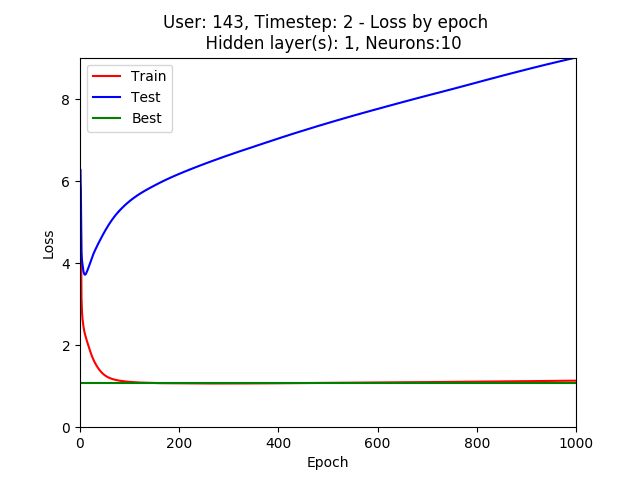 User: 143, Timestep: 2 - Loss by epoch
Hidden layer(s): 1, Neurons:10
Train
Test
Best
8
6
4
2
0
Loss
0 200 400 600 800 1000
Epoch